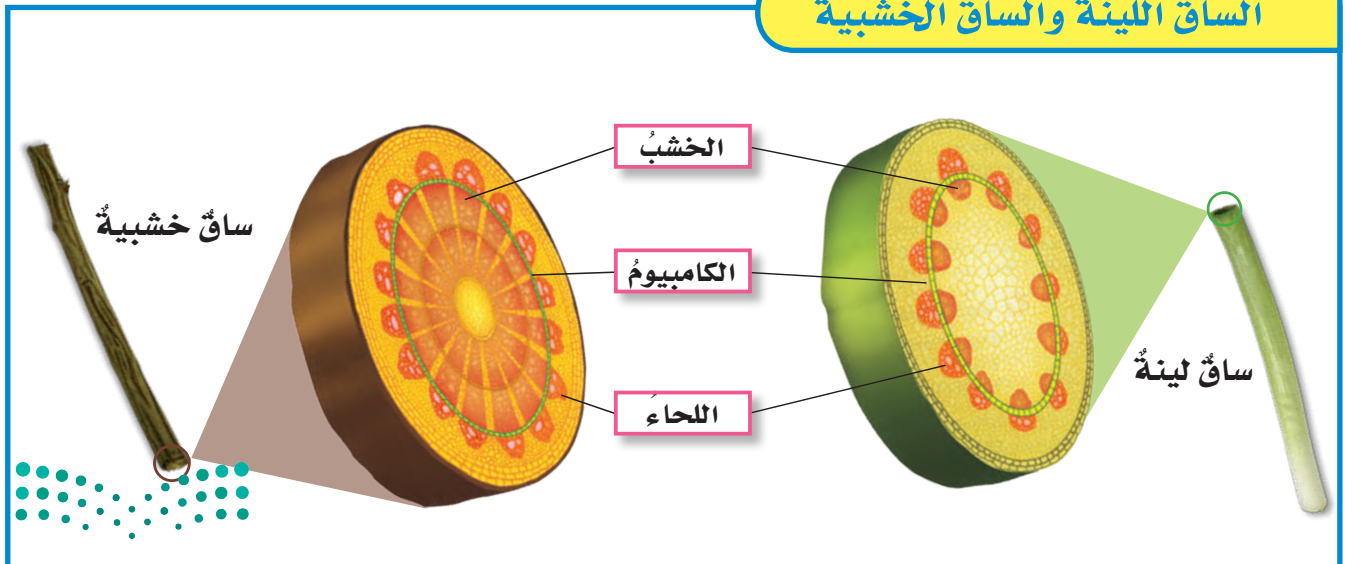 الساق اللينة والساق الخشبية
الخشبُ
ساقٌ خشبيةٌ
الكامبيومُ
ساقٌ لينةٌ
اللحاءُ